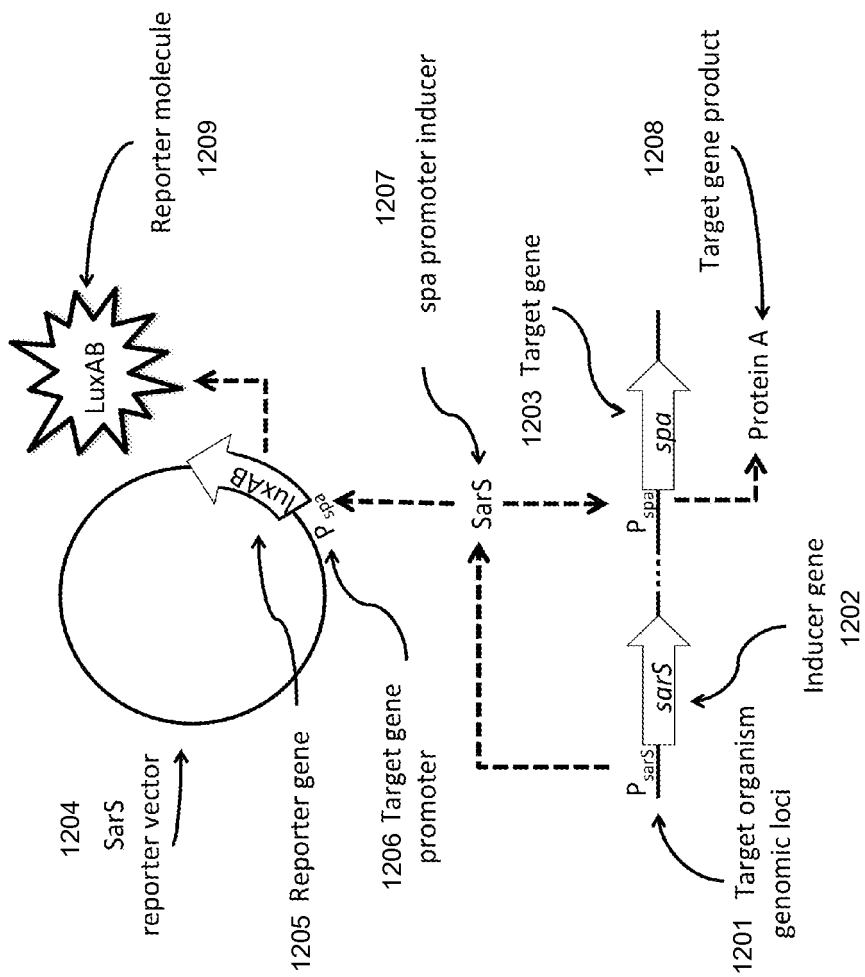 1204
SarS
reporter vector
1205 Reporter gene
1206 Target gene
promoter
luxAB
P spa
LuxAB
Reporter molecule
1209
SarS
1207
spa promoter inducer
P sarS
sarS
P spa
spa
1203 Target gene
1201 Target organism
genomic loci
Inducer gene
1202
Protein A
1208
Target gene product